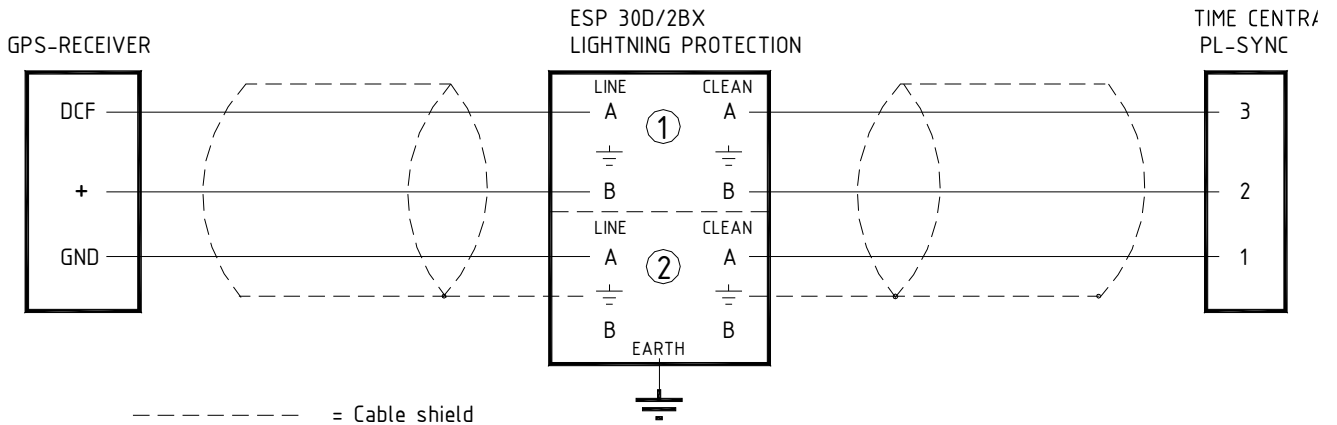 ESP 30D/2BX
LIGHTNING PROTECTION
TIME CENTRA
PL-SYNC
GPS-RECEIVER
LINE CLEAN
DCF A 1 A 3
+ B B 2
LINE CLEAN
GND A 2 A 1
B B
EARTH
= Cable shield